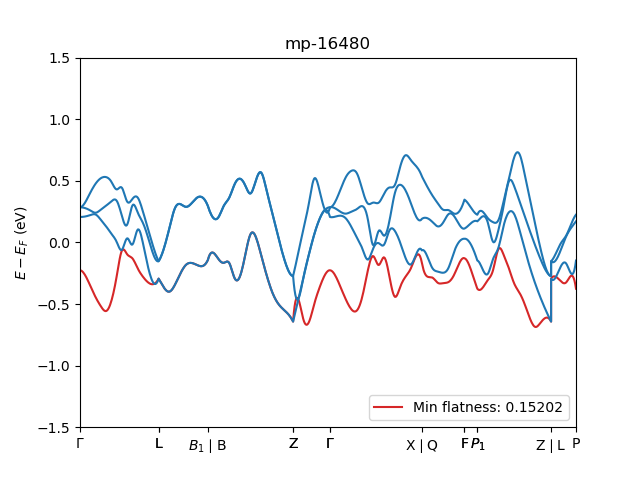 mp-16480
E − E_F (eV)
1.5
1.0
0.5
0.0
−0.5
−1.0
−1.5
Min flatness: 0.15202
Γ L B₁ | B Z Γ X | Q F P₁ Z | L P